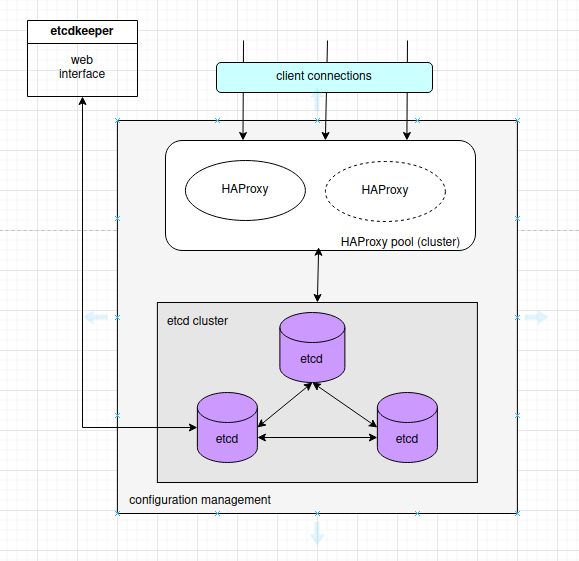 etcdkeeper
web
interface
client connections
HAProxy
HAProxy
HAProxy pool (cluster)
etcd cluster
etcd
etcd
etcd
configuration management